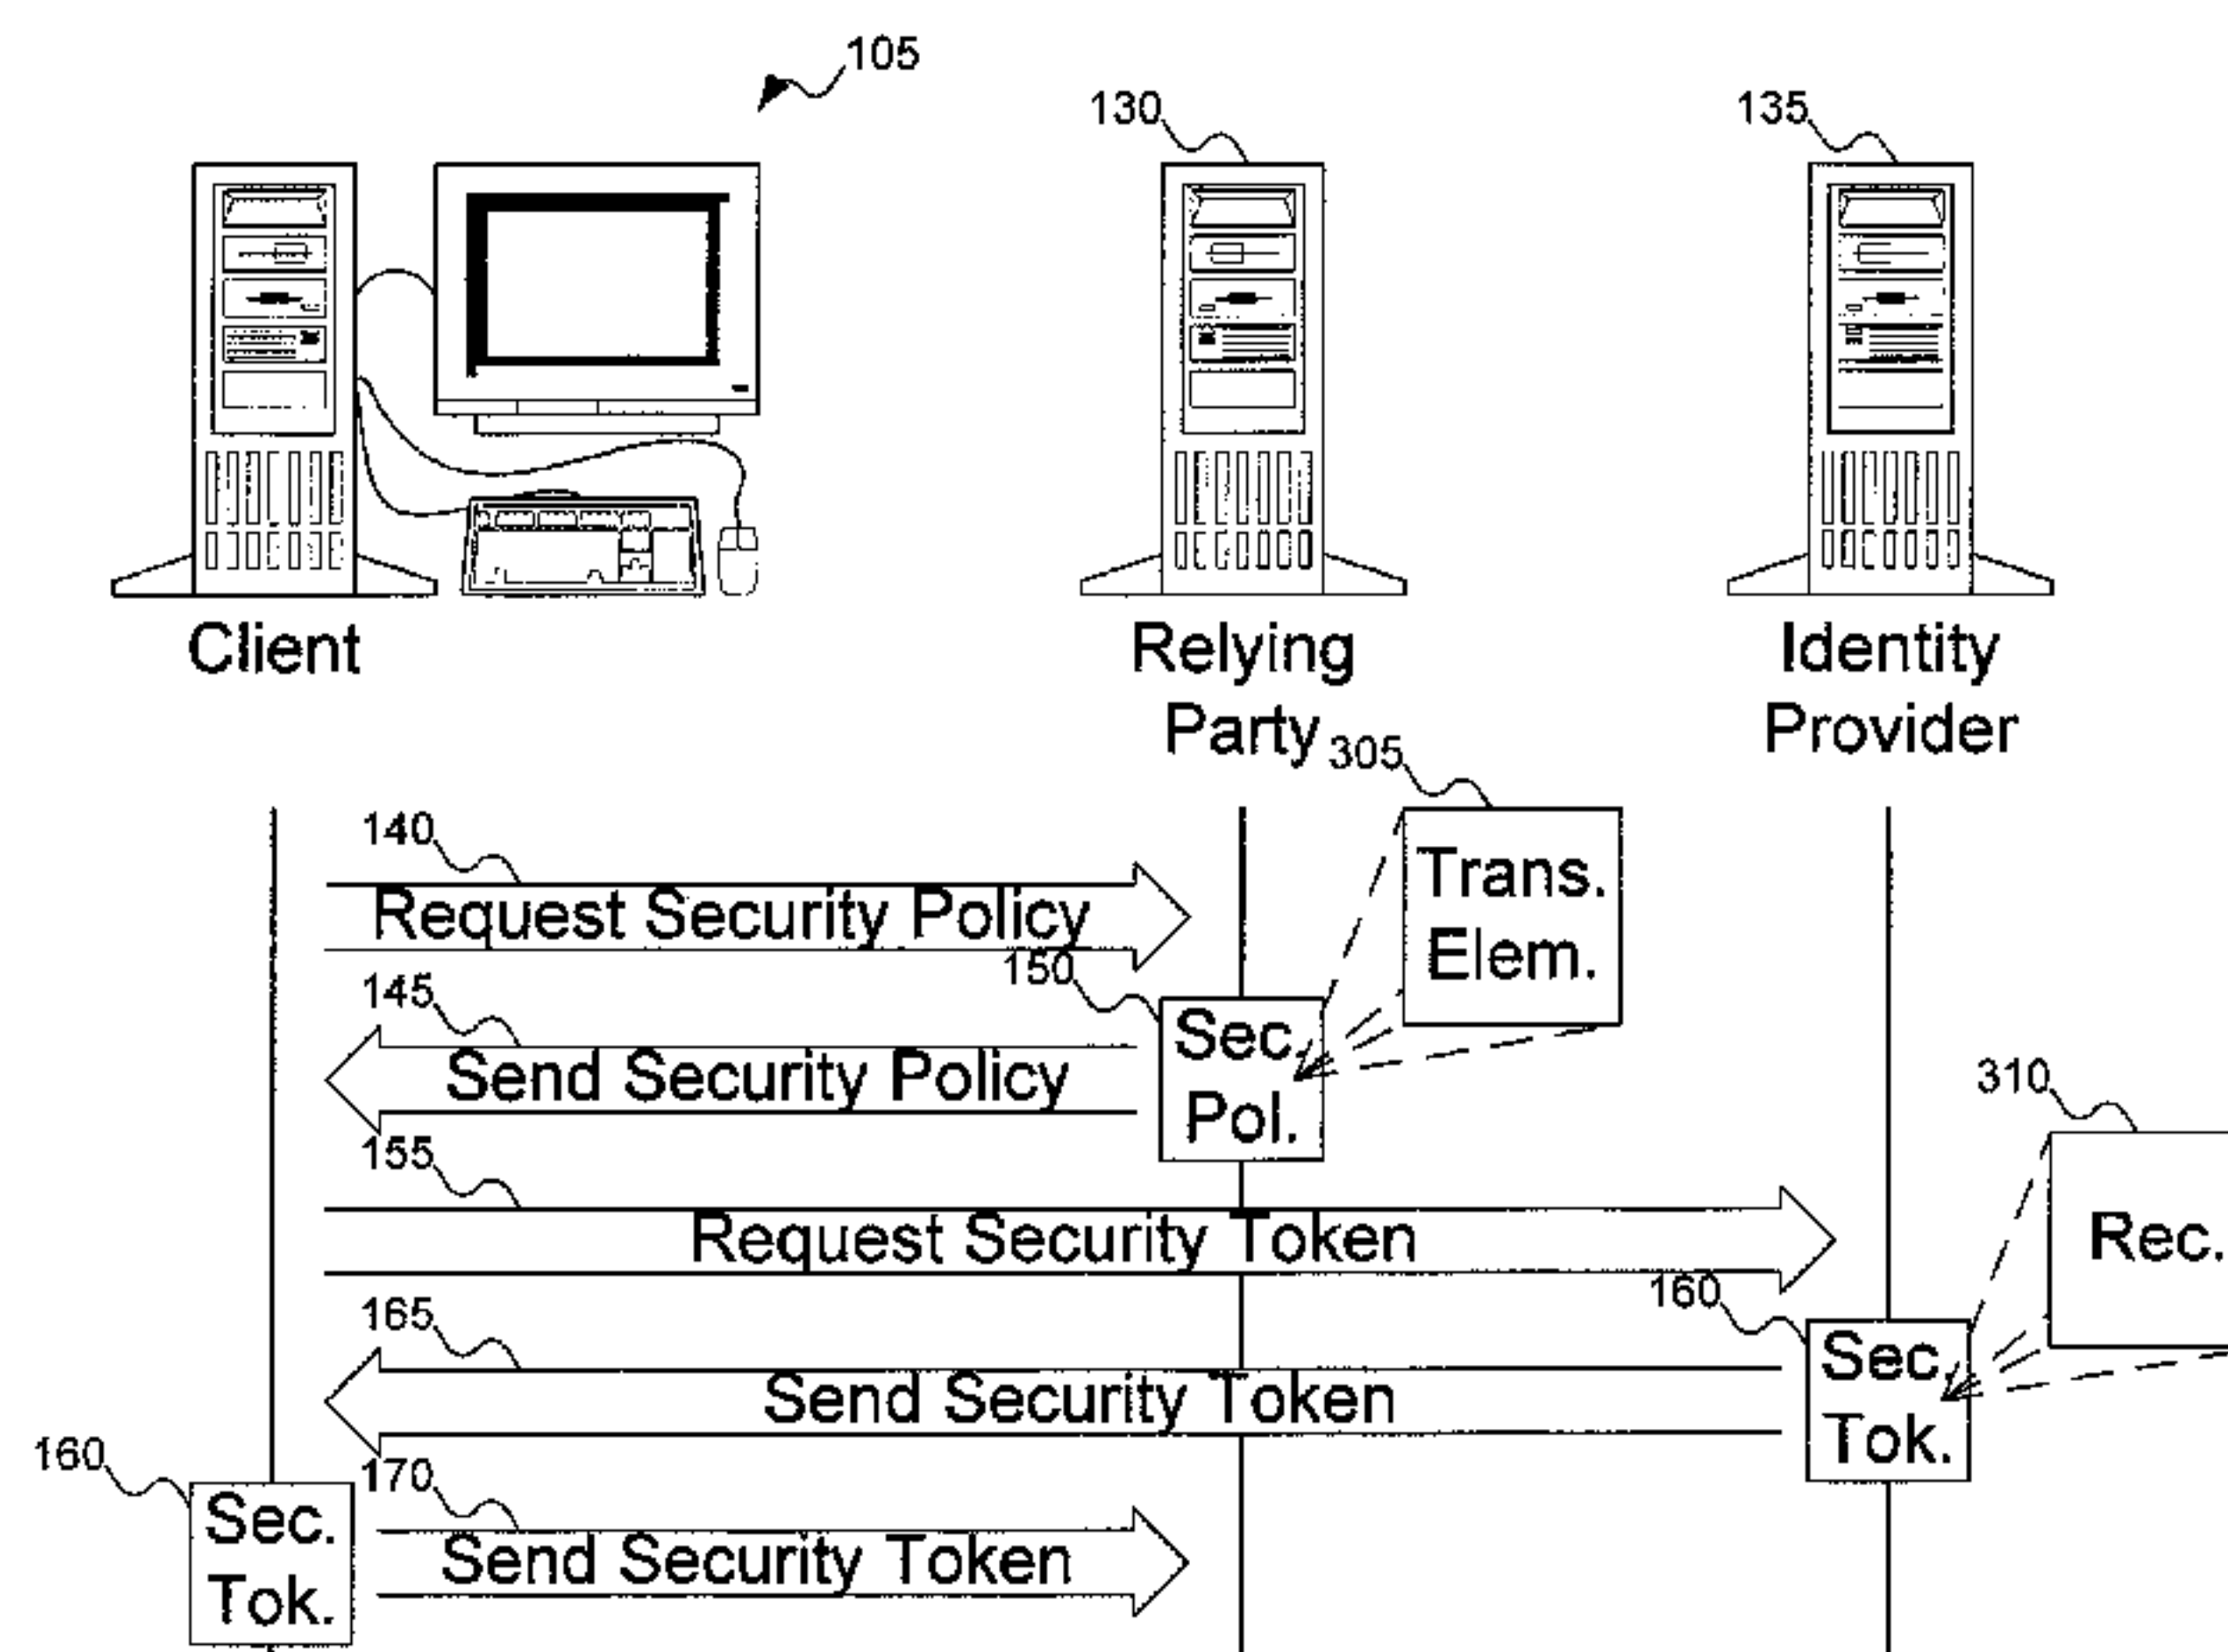 105
130
135
Client
Relying
Party
Identity
Provider
305
Trans.
Elem.
140
Request Security Policy
150
145
Send Security Policy
Sec.
Pol.
310
Rec.
155
Request Security Token
160
165
Send Security Token
Sec.
Tok.
160
Sec.
Tok.
170
Send Security Token